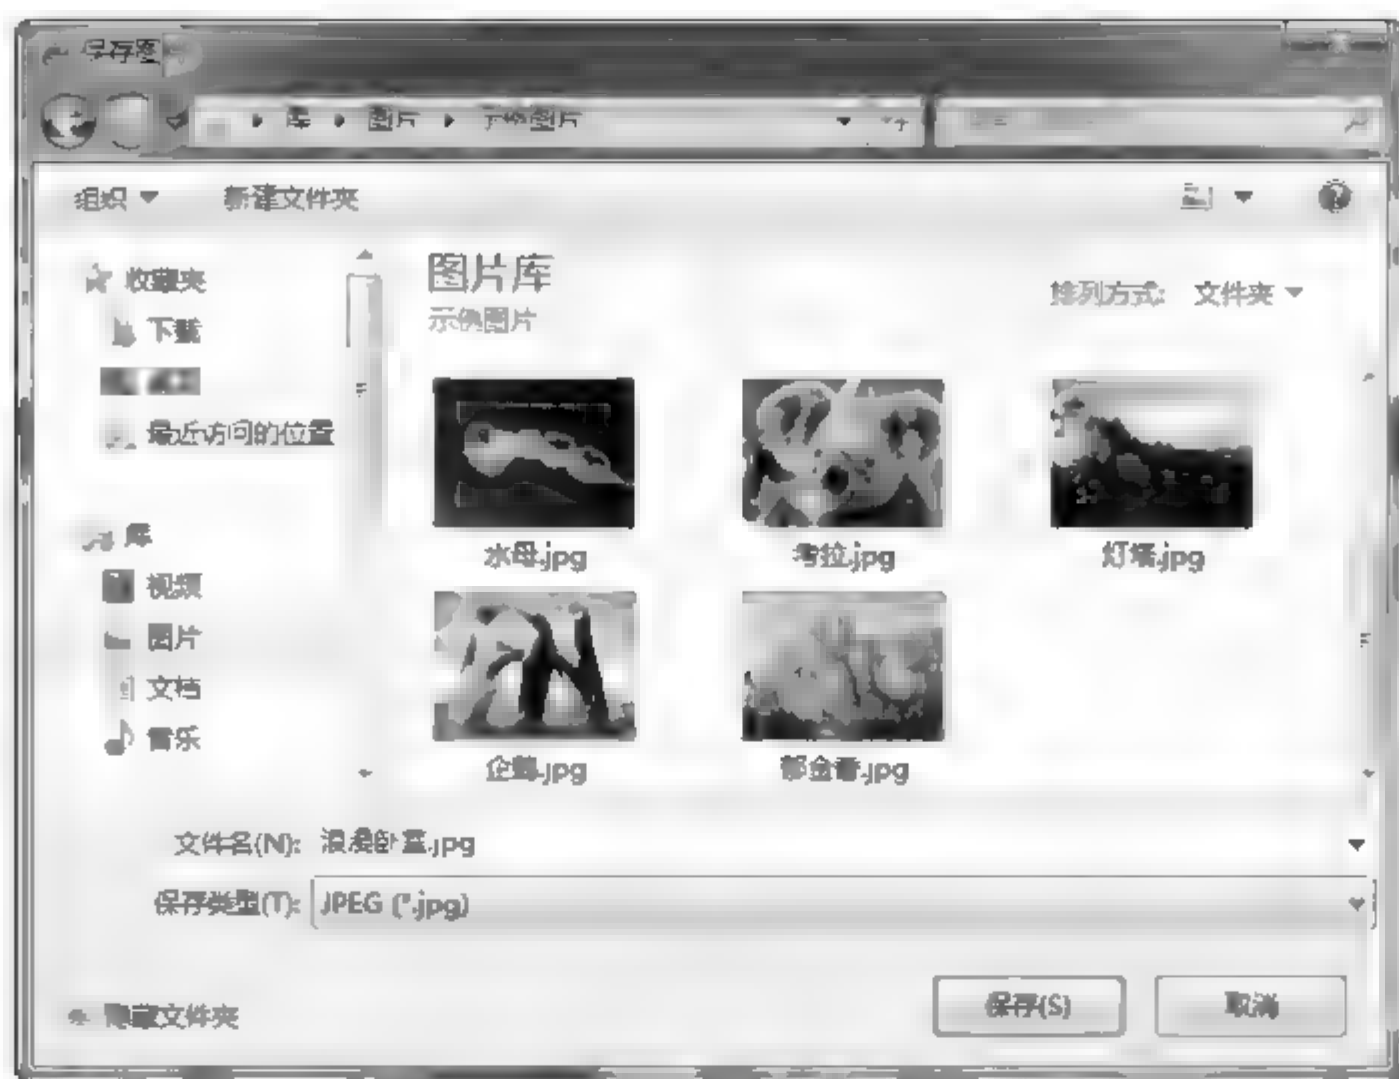 保存图
库 图片 示例图片
组织 新建文件夹
收藏夹
下载
最近访问的位置
库
视频
图片
文档
音乐
图片库
示例图片
排列方式: 文件夹
水母.jpg 考拉.jpg 灯塔.jpg
企鹅.jpg 郁金香.jpg
文件名(N): 浪漫卧室.jpg
保存类型(T): JPEG (*.jpg)
隐藏文件夹 保存(S) 取消